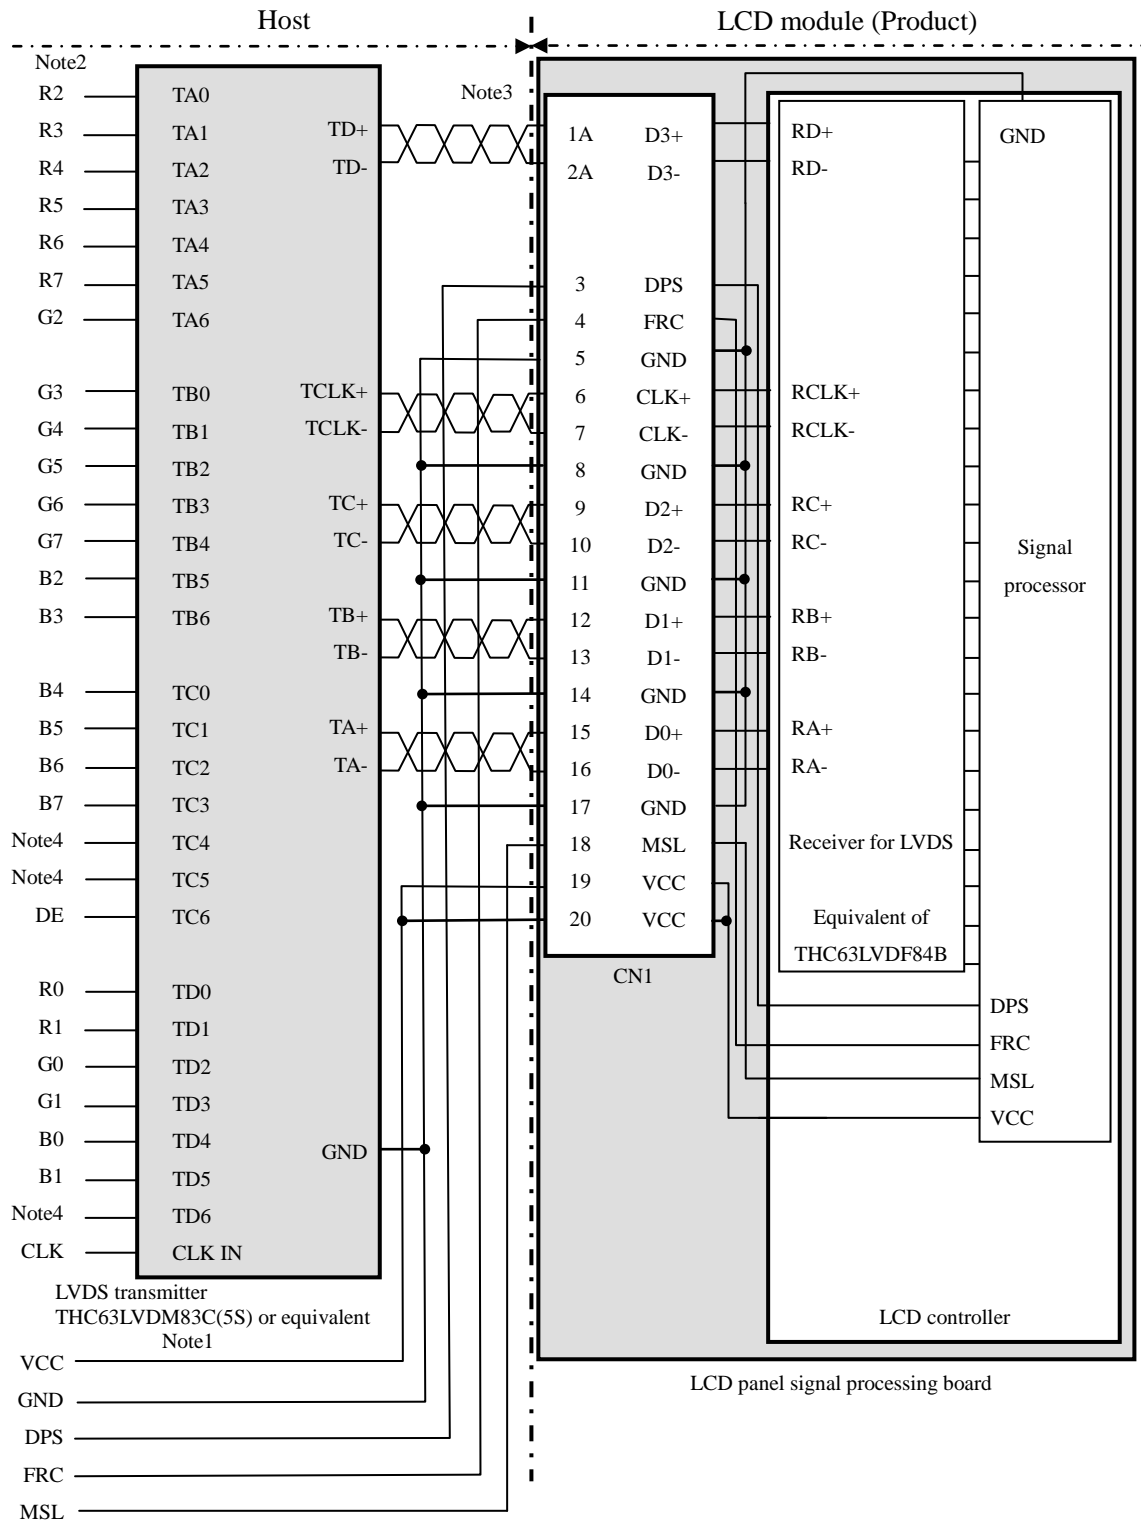 Host
LCD module (Product)
Note2
Note3
R2
R3
R4
R5
R6
R7
G2
G3
G4
G5
G6
G7
B2
B3
B4
B5
B6
B7
Note4
Note4
DE
R0
R1
G0
G1
B0
B1
Note4
CLK
TA0
TA1
TA2
TA3
TA4
TA5
TA6
TB0
TB1
TB2
TB3
TB4
TB5
TB6
TC0
TC1
TC2
TC3
TC4
TC5
TC6
TD0
TD1
TD2
TD3
TD4
TD5
TD6
CLK IN
TD+
TD-
TCLK+
TCLK-
TC+
TC-
TB+
TB-
TA+
TA-
GND
LVDS transmitter
THC63LVDM83C(5S) or equivalent
Note1
VCC
GND
DPS
FRC
MSL
1A D3+
2A D3-
3 DPS
4 FRC
5 GND
6 CLK+
7 CLK-
8 GND
9 D2+
10 D2-
11 GND
12 D1+
13 D1-
14 GND
15 D0+
16 D0-
17 GND
18 MSL
19 VCC
20 VCC
CN1
RD+
RD-
RCLK+
RCLK-
RC+
RC-
RB+
RB-
RA+
RA-
Receiver for LVDS
Equivalent of
THC63LVDF84B
GND
Signal
processor
DPS
FRC
MSL
VCC
LCD controller
LCD panel signal processing board